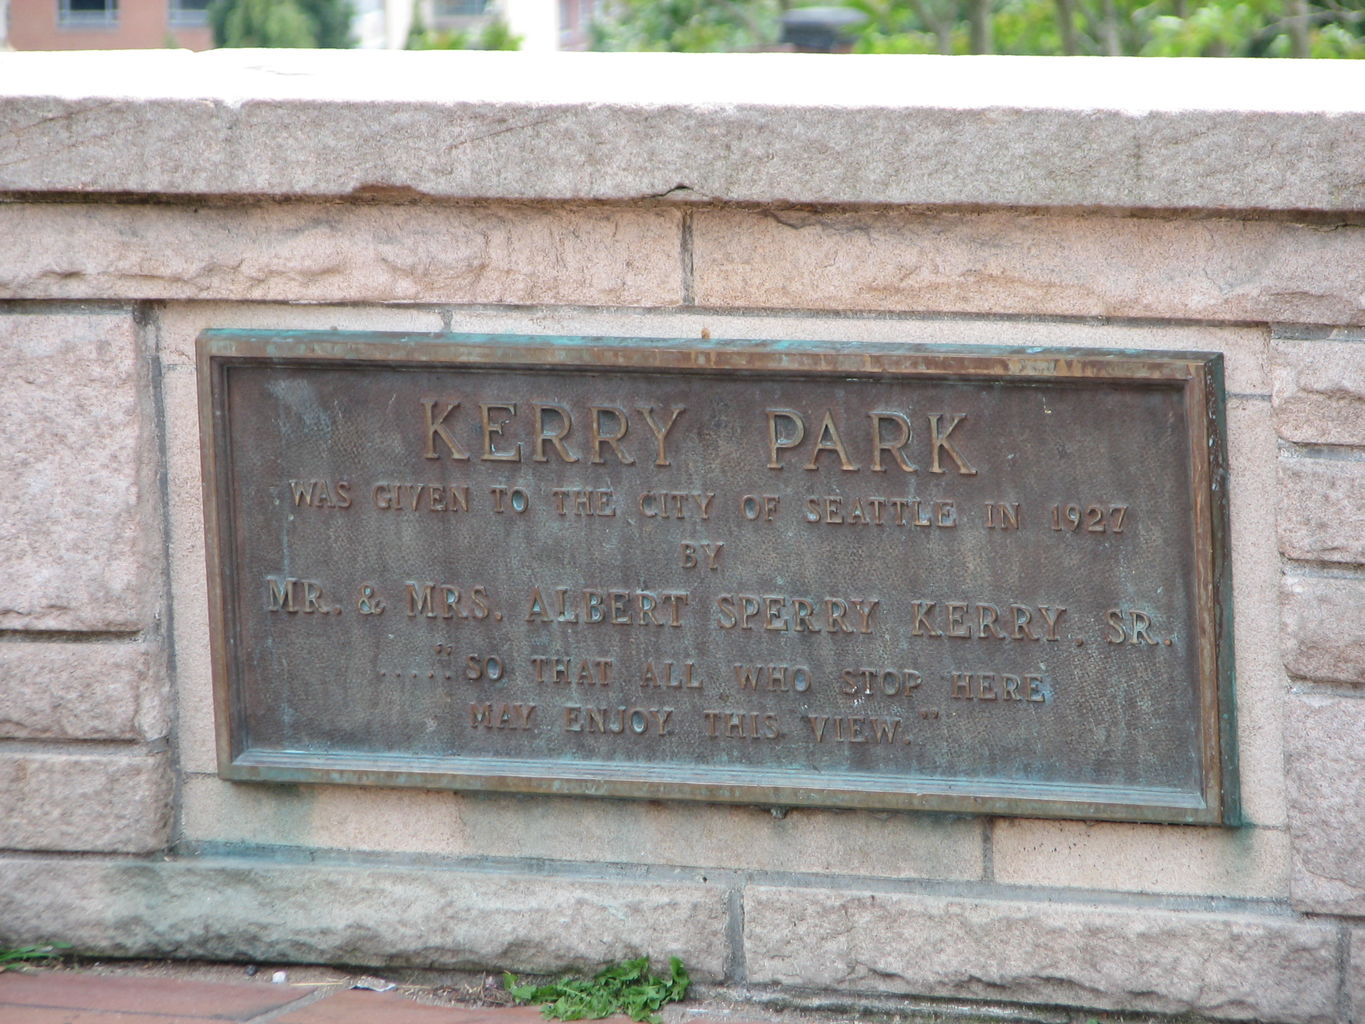 KERRY PARK
WAS GIVEN TO THE CITY OF SEATTLE IN 1927
BY
MR. & MRS. ALBERT SPERRY KERRY, SR.
...."SO THAT ALL WHO STOP HERE
MAY ENJOY THIS VIEW."